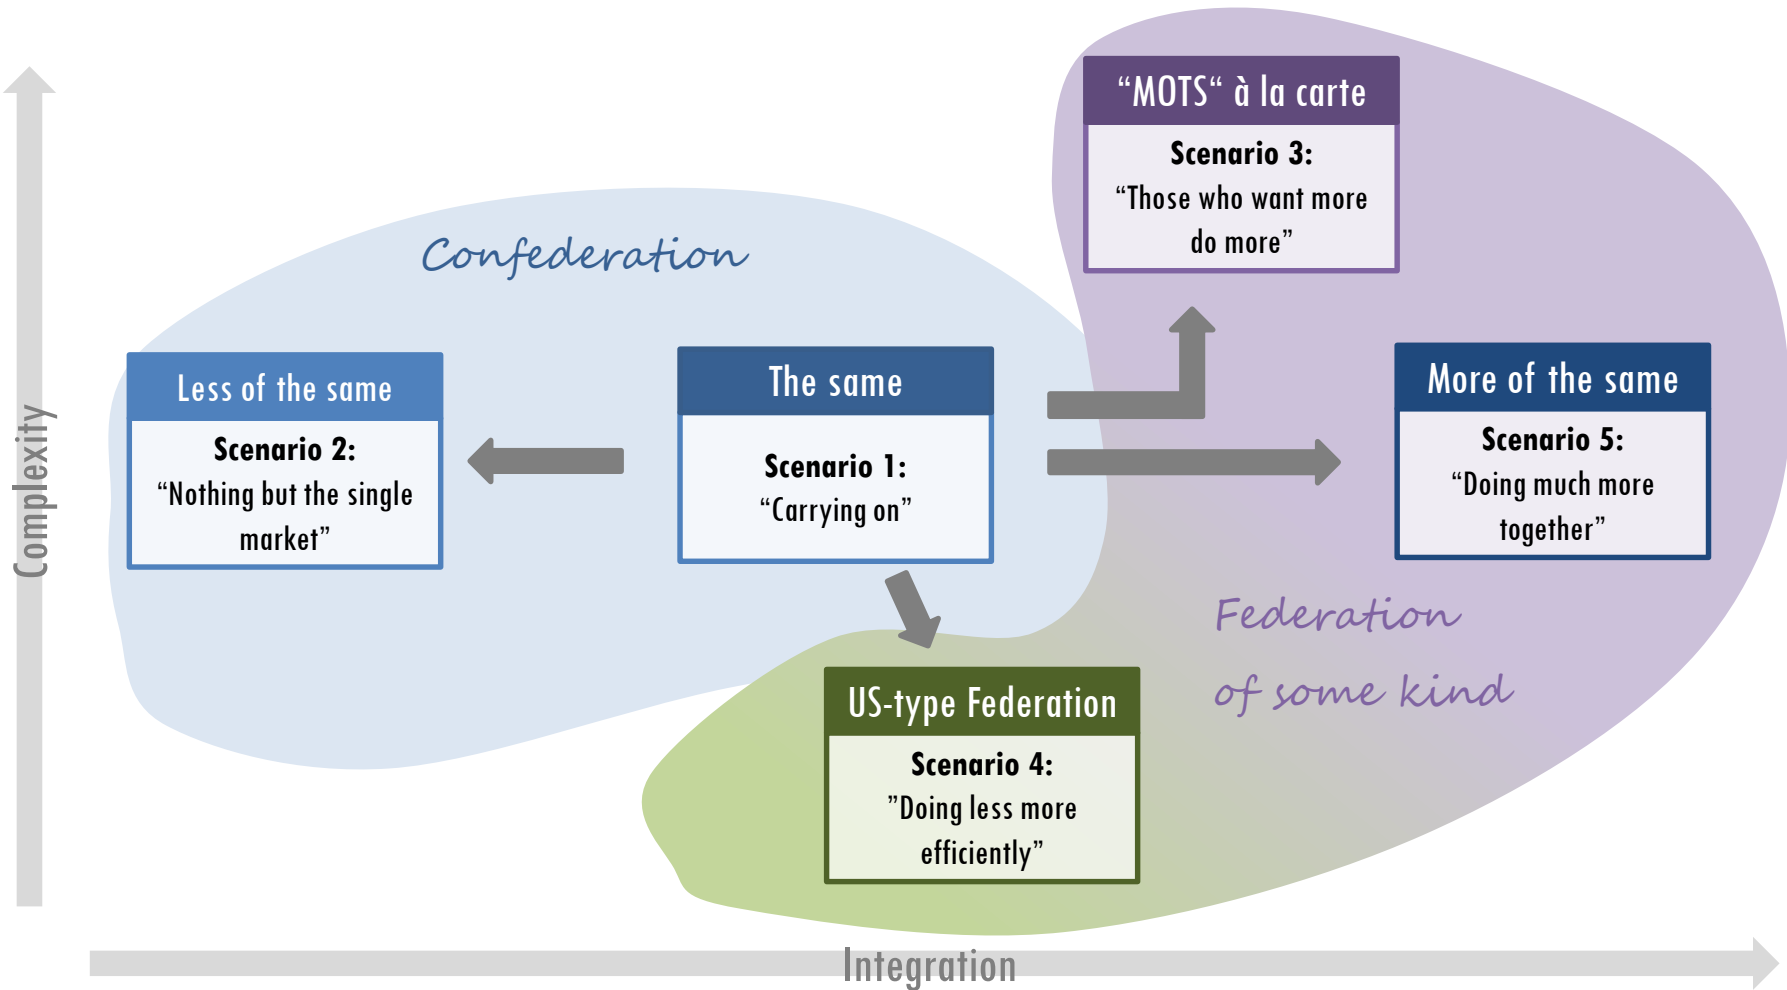 “MOTS“ à la carte
Scenario 3:
“Those who want more
do more”
Confederation
Less of the same
Scenario 2:
“Nothing but the single
market”
The same
Scenario 1:
“Carrying on”
More of the same
Scenario 5:
“Doing much more
together”
Federation
of some kind
US-type Federation
Scenario 4:
”Doing less more
efficiently”
Complexity
Integration